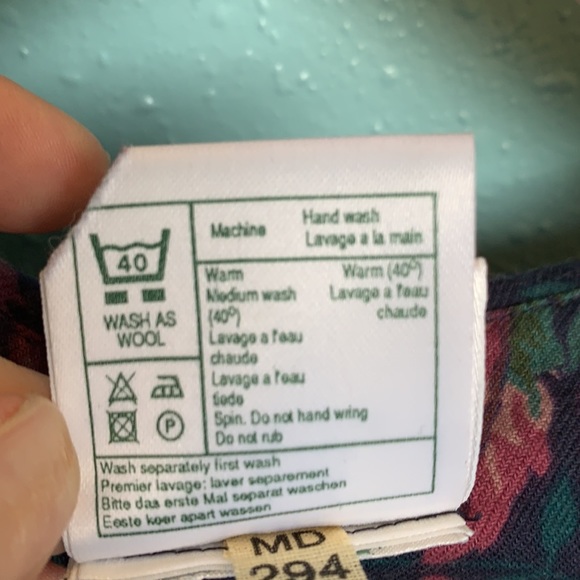 40
WASH AS
WOOL
Machine
Hand wash
Lavage a la main
Warm
Medium wash
(40º)
Lavage a l'eau
chaude
Lavage a l'eau
tiede
Warm (40º)
Lavage a l'eau
chaude
Spin. Do not hand wring
Do not rub
P
Wash separately first wash
Premier lavage: laver separement
Bitte das erste Mal separat waschen
Eeste keer apart wassen
MD
294